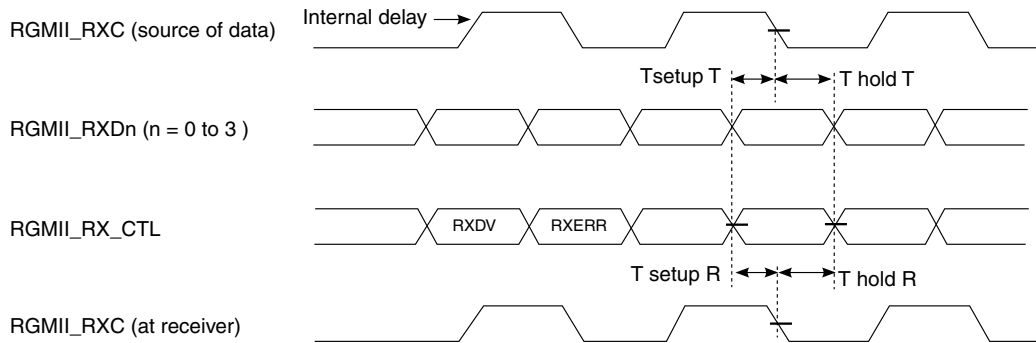 Internal delay
RGMII_RXC (source of data)
Tsetup T
T hold T
RGMII_RXDn (n = 0 to 3 )
RGMII_RX_CTL
RXDV
RXERR
T setup R
T hold R
RGMII_RXC (at receiver)